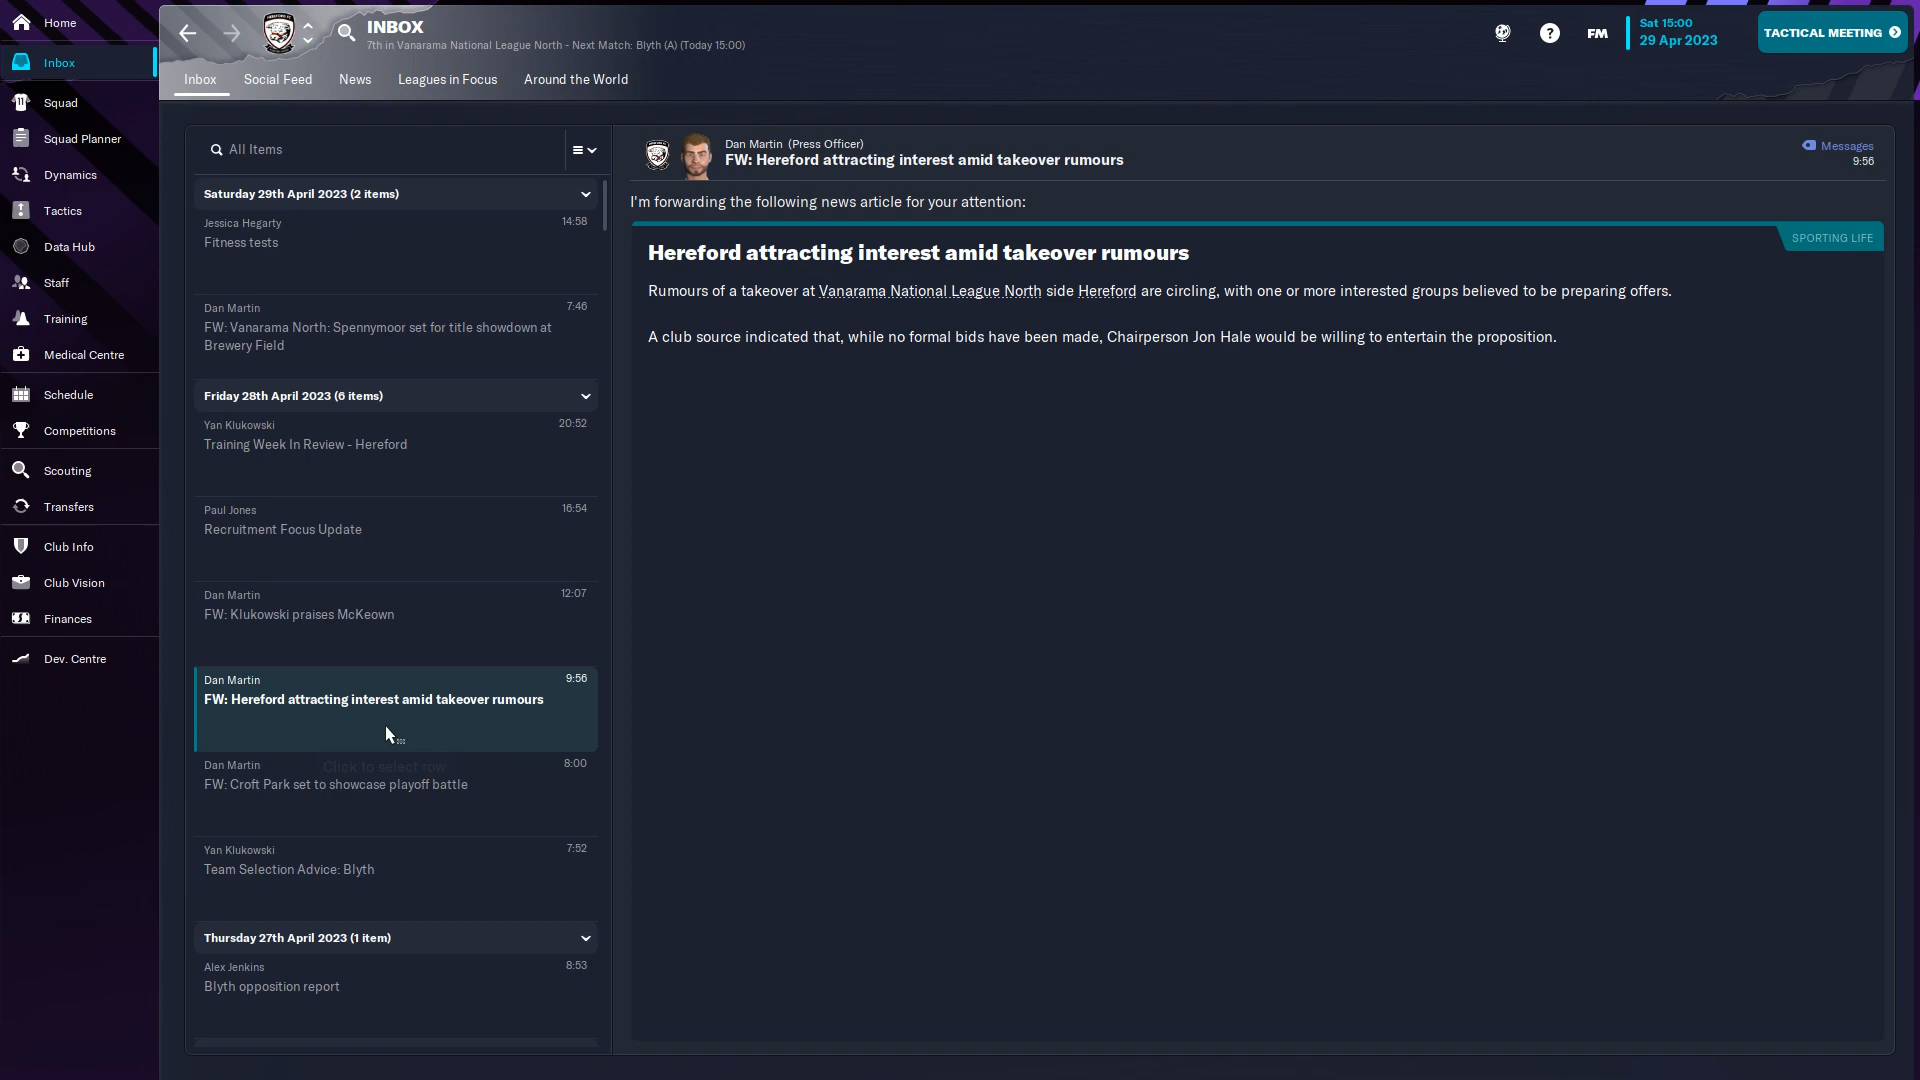 Home
Inbox
Squad
Squad Planner
Dynamics
Tactics
Data Hub
Staff
Training
Medical Centre
Schedule
Competitions
Scouting
Transfers
Club Info
Club Vision
Finances
Dev. Centre
INBOX
7th in Vanarama National League North - Next Match: Blyth (A) (Today 15:00)
FM
Sat 15:00
29 Apr 2023
TACTICAL MEETING
Inbox Social Feed News Leagues in Focus Around the World
All Items
Saturday 29th April 2023 (2 items)
Jessica Hegarty 14:58
Fitness tests
Dan Martin 7:46
FW: Vanarama North: Spennymoor set for title showdown at
Brewery Field
Friday 28th April 2023 (6 items)
Yan Klukowski 20:52
Training Week In Review - Hereford
Paul Jones 16:54
Recruitment Focus Update
Dan Martin 12:07
FW: Klukowski praises McKeown
Dan Martin 9:56
FW: Hereford attracting interest amid takeover rumours
Dan Martin 8:00
Click to select row
FW: Croft Park set to showcase playoff battle
Yan Klukowski 7:52
Team Selection Advice: Blyth
Thursday 27th April 2023 (1 item)
Alex Jenkins 8:53
Blyth opposition report
Dan Martin (Press Officer)
FW: Hereford attracting interest amid takeover rumours
Messages
9:56
I'm forwarding the following news article for your attention:
SPORTING LIFE
Hereford attracting interest amid takeover rumours
Rumours of a takeover at Vanarama National League North side Hereford are circling, with one or more interested groups believed to be preparing offers.
A club source indicated that, while no formal bids have been made, Chairperson Jon Hale would be willing to entertain the proposition.